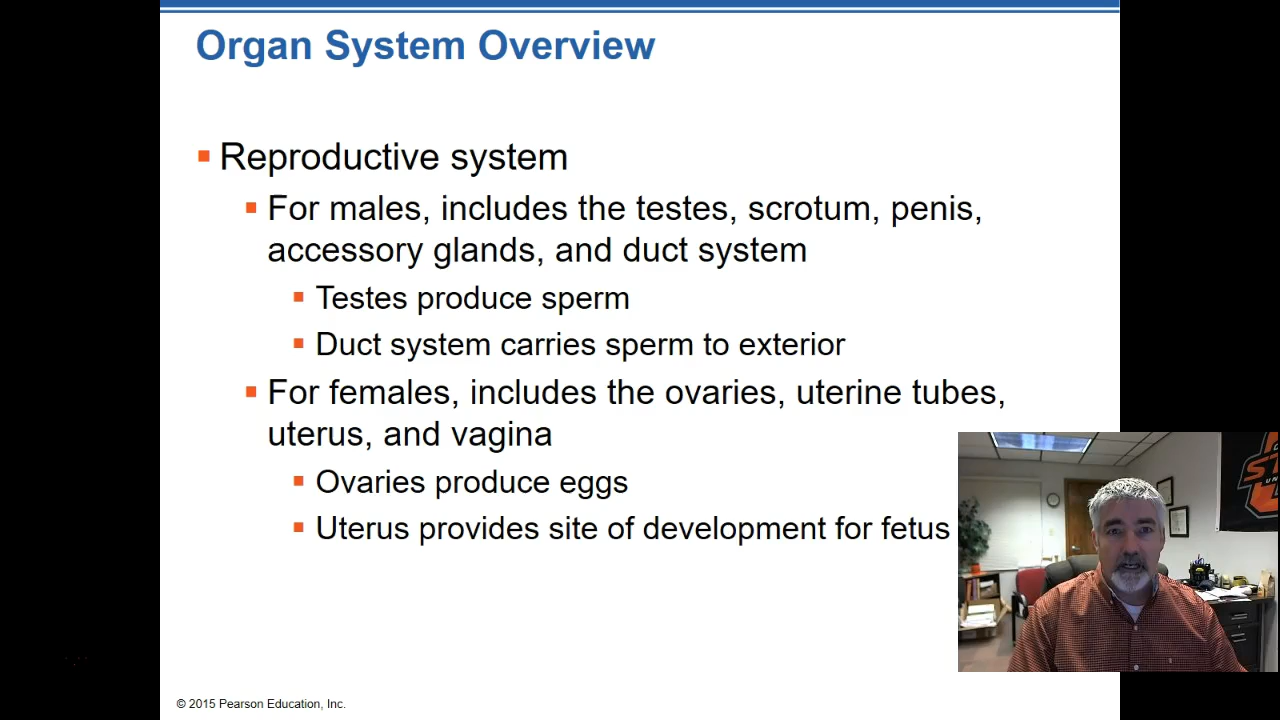 Organ System Overview
Reproductive system
For males, includes the testes, scrotum, penis,
accessory glands, and duct system
Testes produce sperm
Duct system carries sperm to exterior
For females, includes the ovaries, uterine tubes,
uterus, and vagina
Ovaries produce eggs
Uterus provides site of development for fetus
© 2015 Pearson Education, Inc.